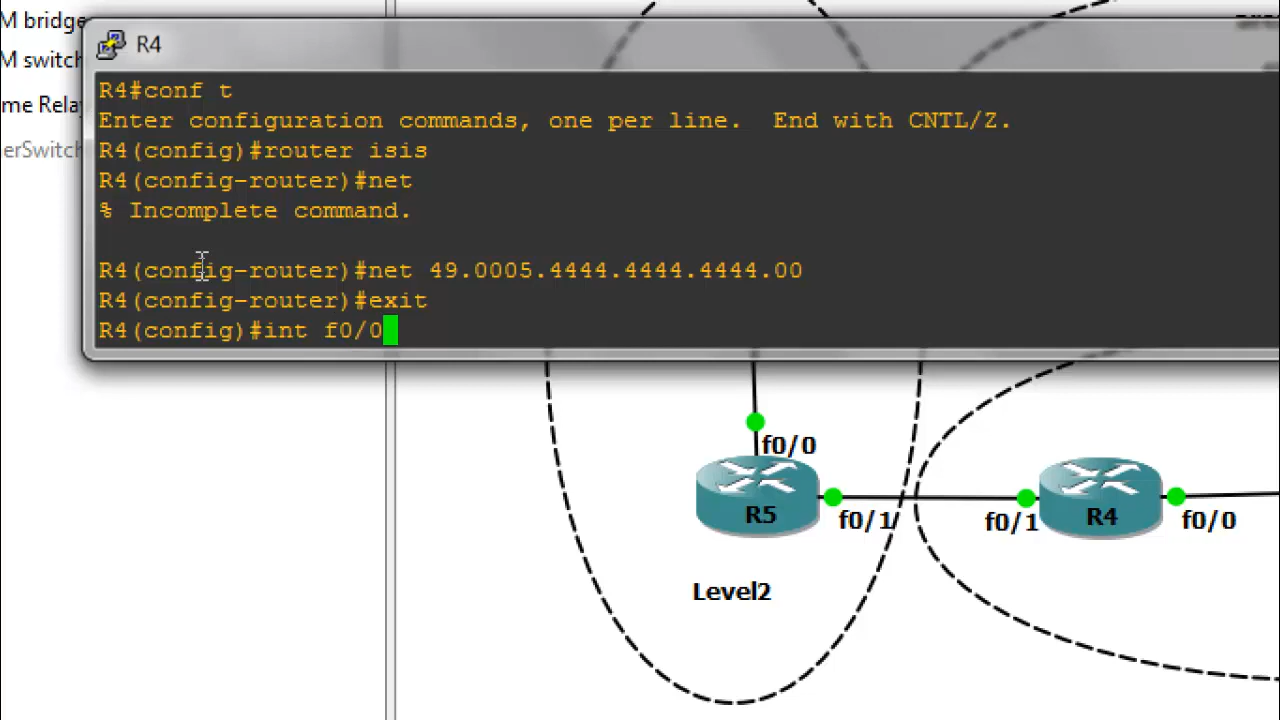 M bridge
M switch
me Relay
erSwitch
R4
R4#conf t
Enter configuration commands, one per line.  End with CNTL/Z.
R4(config)#router isis
R4(config-router)#net
% Incomplete command.
R4(config-router)#net 49.0005.4444.4444.4444.00
R4(config-router)#exit
R4(config)#int f0/0
f0/0
R5
f0/1
f0/1
R4
f0/0
Level2